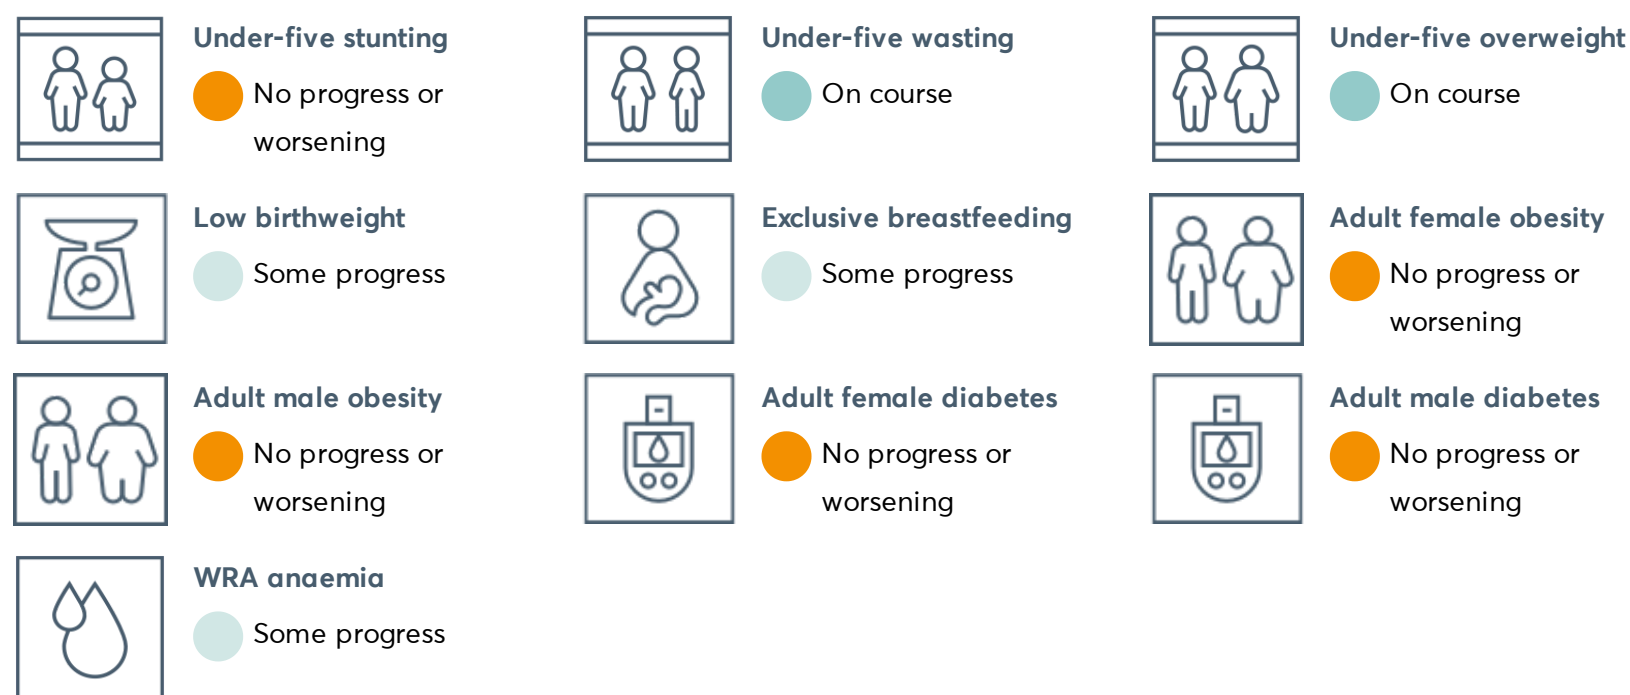 Under-five stunting
No progress or
worsening
Under-five wasting
On course
Under-five overweight
On course
Low birthweight
Some progress
Exclusive breastfeeding
Some progress
Adult female obesity
No progress or
worsening
Adult male obesity
No progress or
worsening
Adult female diabetes
No progress or
worsening
Adult male diabetes
No progress or
worsening
WRA anaemia
Some progress